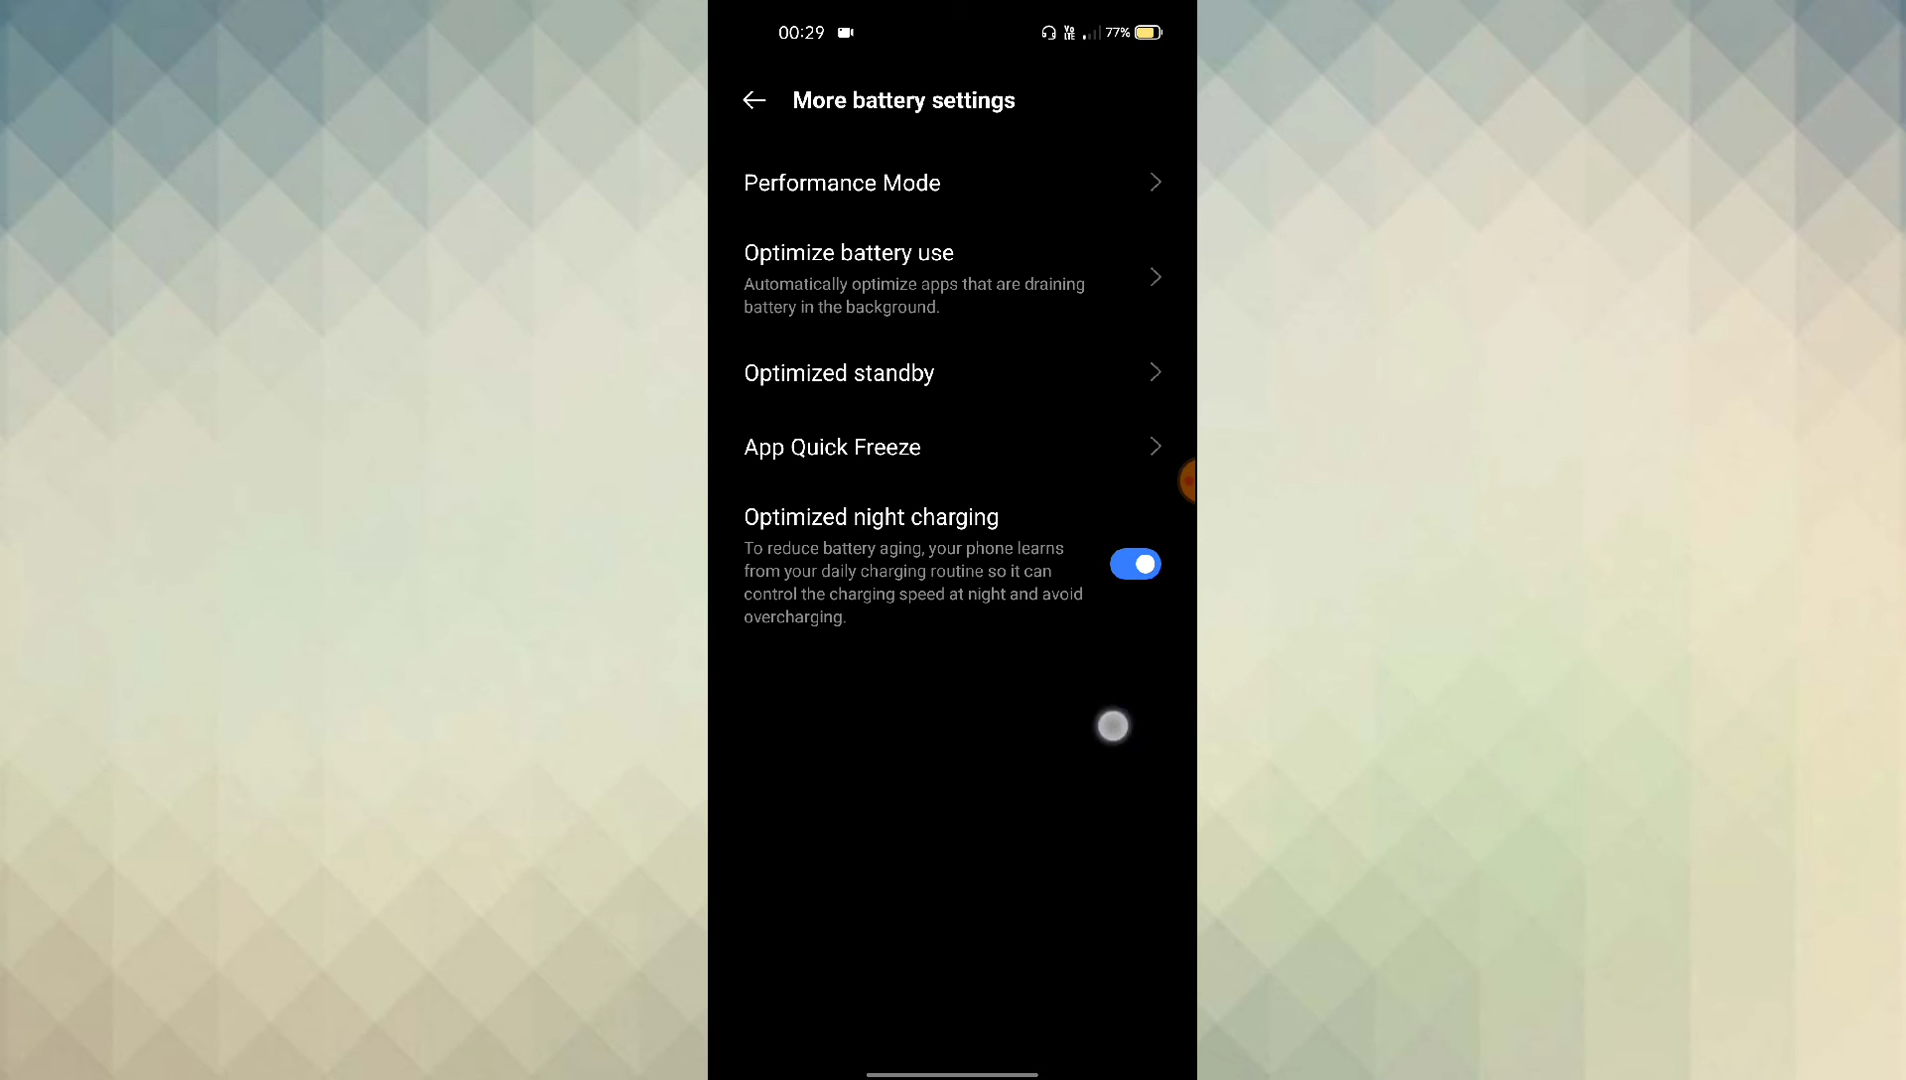 00:29
Vo
LTE
77%
More battery settings
Performance Mode
Optimize battery use
Automatically optimize apps that are draining
battery in the background.
Optimized standby
App Quick Freeze
Optimized night charging
To reduce battery aging, your phone learns
from your daily charging routine so it can
control the charging speed at night and avoid
overcharging.